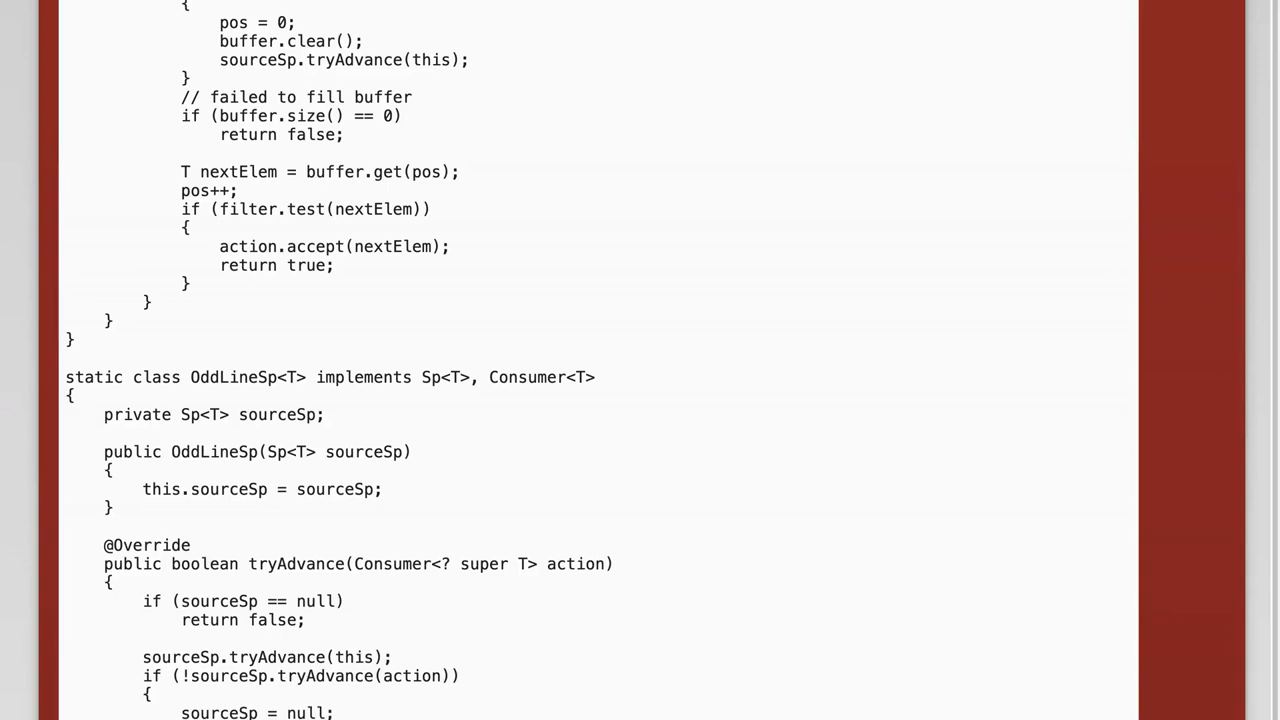 {
pos = 0;
buffer.clear();
sourceSp.tryAdvance(this);
}
// failed to fill buffer
if (buffer.size() == 0)
return false;
T nextElem = buffer.get(pos);
pos++;
if (filter.test(nextElem))
{
action.accept(nextElem);
return true;
}
}
}
}
static class OddLineSp<T> implements Sp<T>, Consumer<T>
{
private Sp<T> sourceSp;
public OddLineSp(Sp<T> sourceSp)
{
this.sourceSp = sourceSp;
}
@Override
public boolean tryAdvance(Consumer<? super T> action)
{
if (sourceSp == null)
return false;
sourceSp.tryAdvance(this);
if (!sourceSp.tryAdvance(action))
{
sourceSp = null;